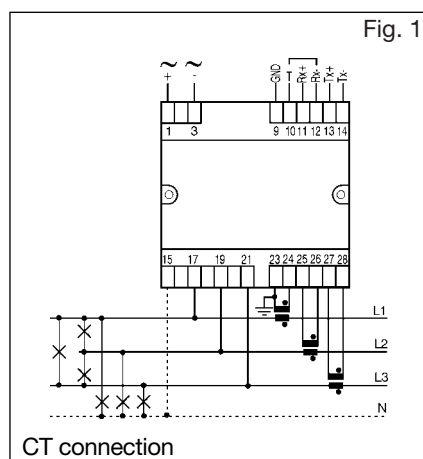 Fig. 1
~ ~
+ -
GND T Rx+ Rx- Tx+ Tx-
1 3 9 10 11 12 13 14
15 17 19 21 23 24 25 26 27 28
L1
L2
L3
N
CT connection